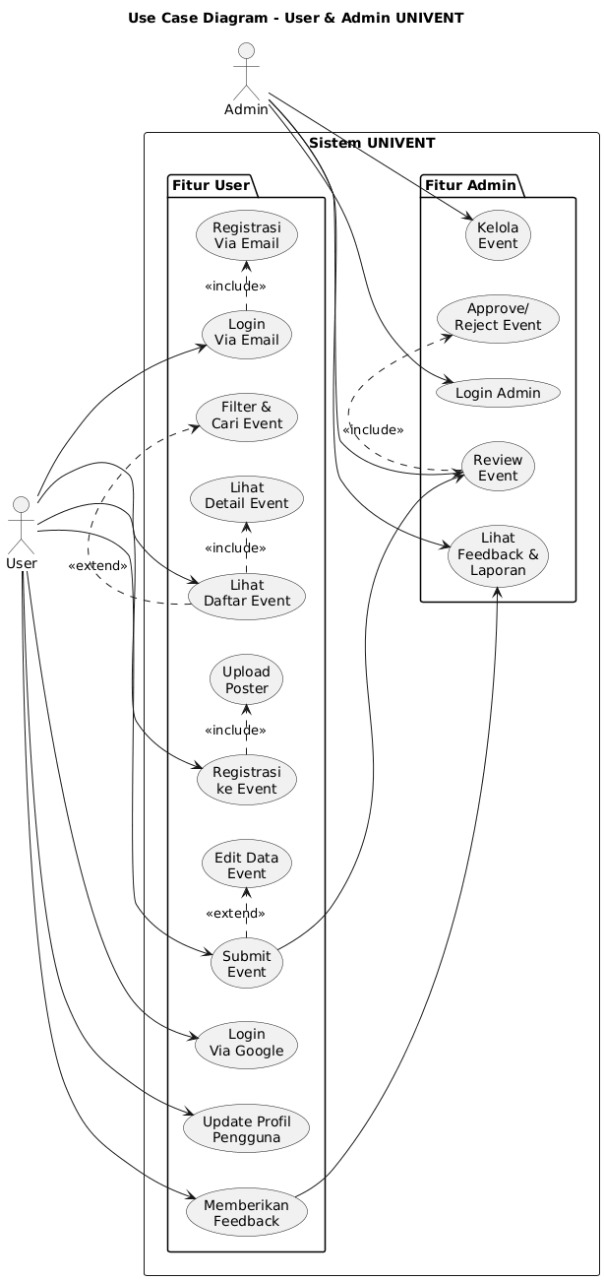 Use Case Diagram - User & Admin UNIVENT
Admin
Sistem UNIVENT
Fitur User
Registrasi
Via Email
«include»
Login
Via Email
Filter &
Cari Event
Lihat
Detail Event
«include»
«extend»
Lihat
Daftar Event
User
Upload
Poster
«include»
Registrasi
ke Event
Edit Data
Event
«extend»
Submit
Event
Login
Via Google
Update Profil
Pengguna
Memberikan
Feedback
Fitur Admin
Kelola
Event
Approve/
Reject Event
Login Admin
«include»
Review
Event
Lihat
Feedback &
Laporan